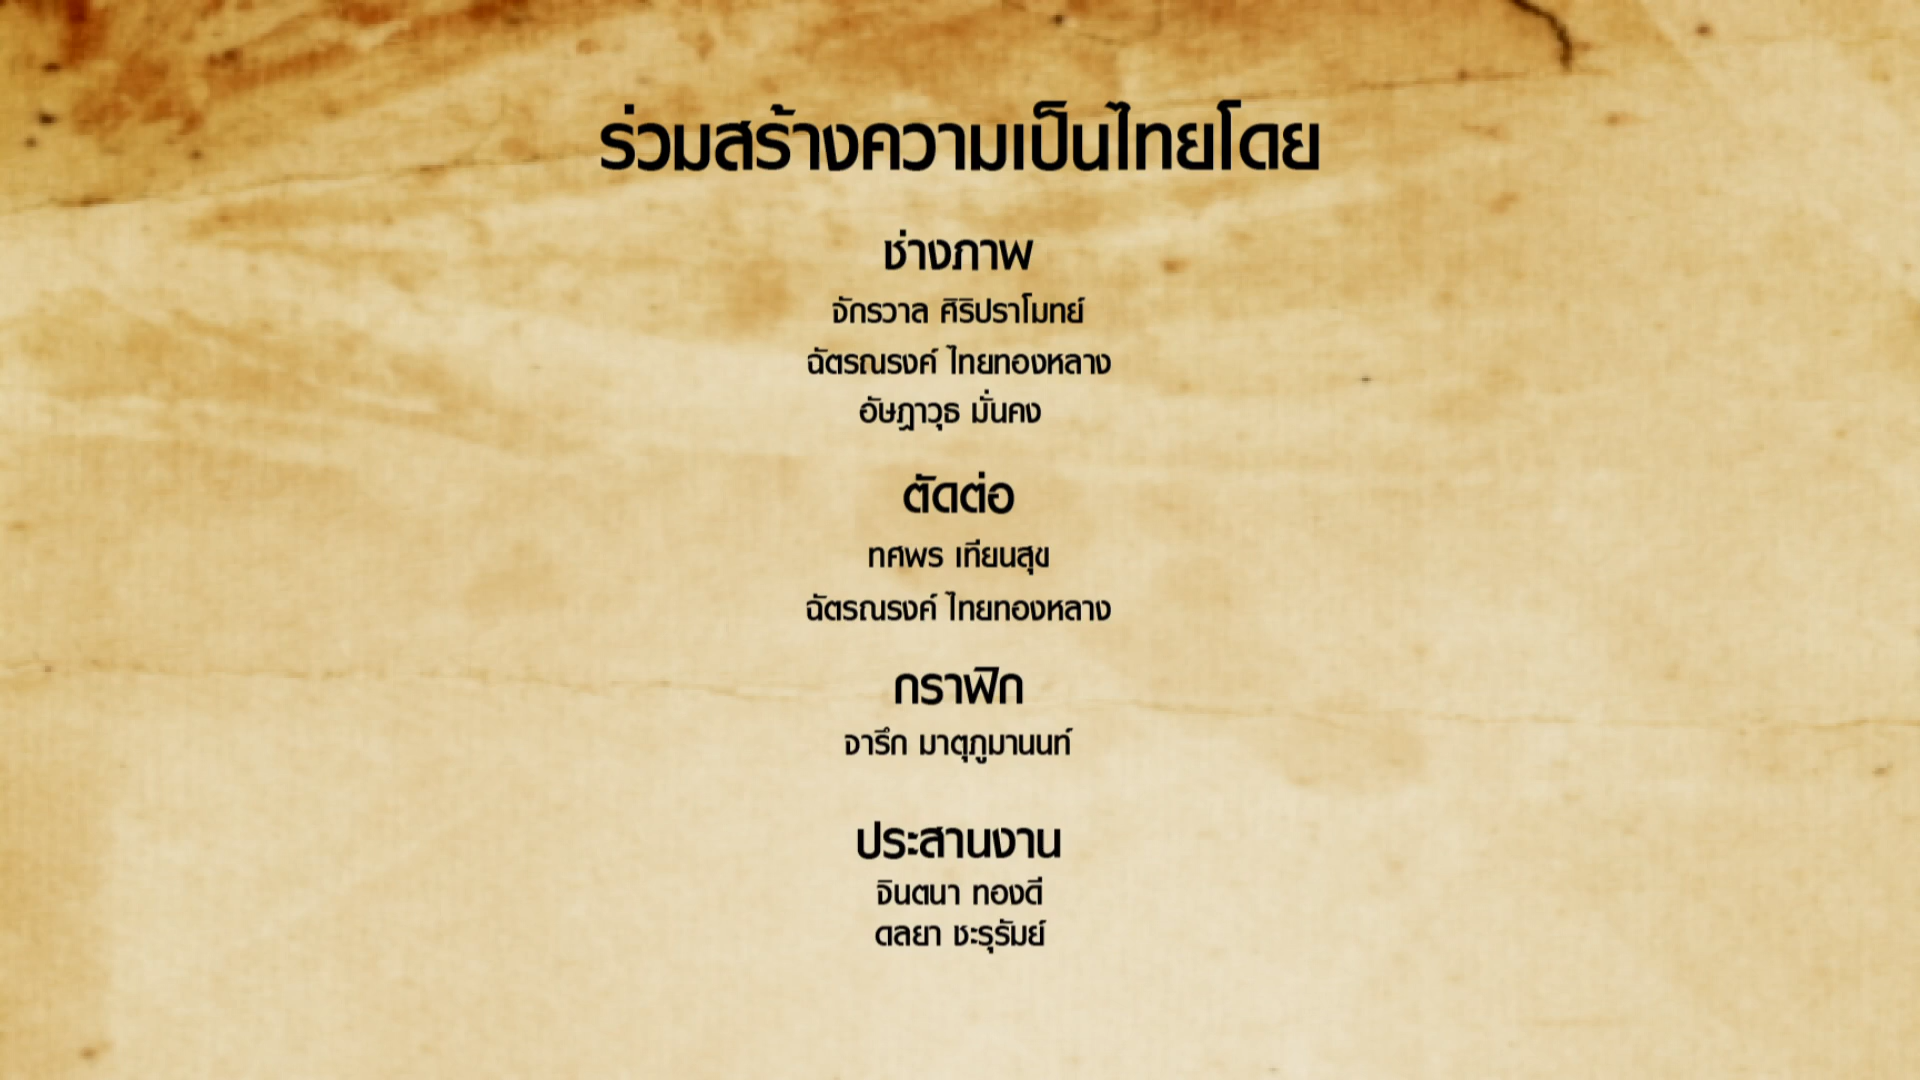 ร่วมสร้างความเป็นไทยโดย
ช่างภาพ
จักรวาล ศิริปราโมทย์
ฉัตรณรงค์ ไทยทองหลาง
อัษฎาวุธ มั่นคง
ตัดต่อ
ทศพร เทียนสุข
ฉัตรณรงค์ ไทยทองหลาง
กราฟิก
จารึก มาตุภูมานนท์
ประสานงาน
จินตนา ทองดี
ดลยา ชะรุรัมย์